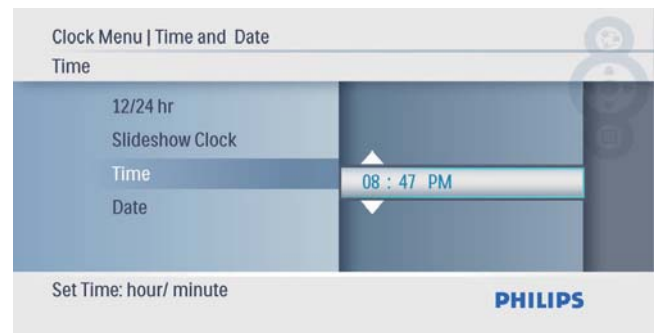 Clock Menu | Time and Date
Time
12/24 hr
Slideshow Clock
Time
08 : 47 PM
Date
Set Time: hour/ minute
PHILIPS